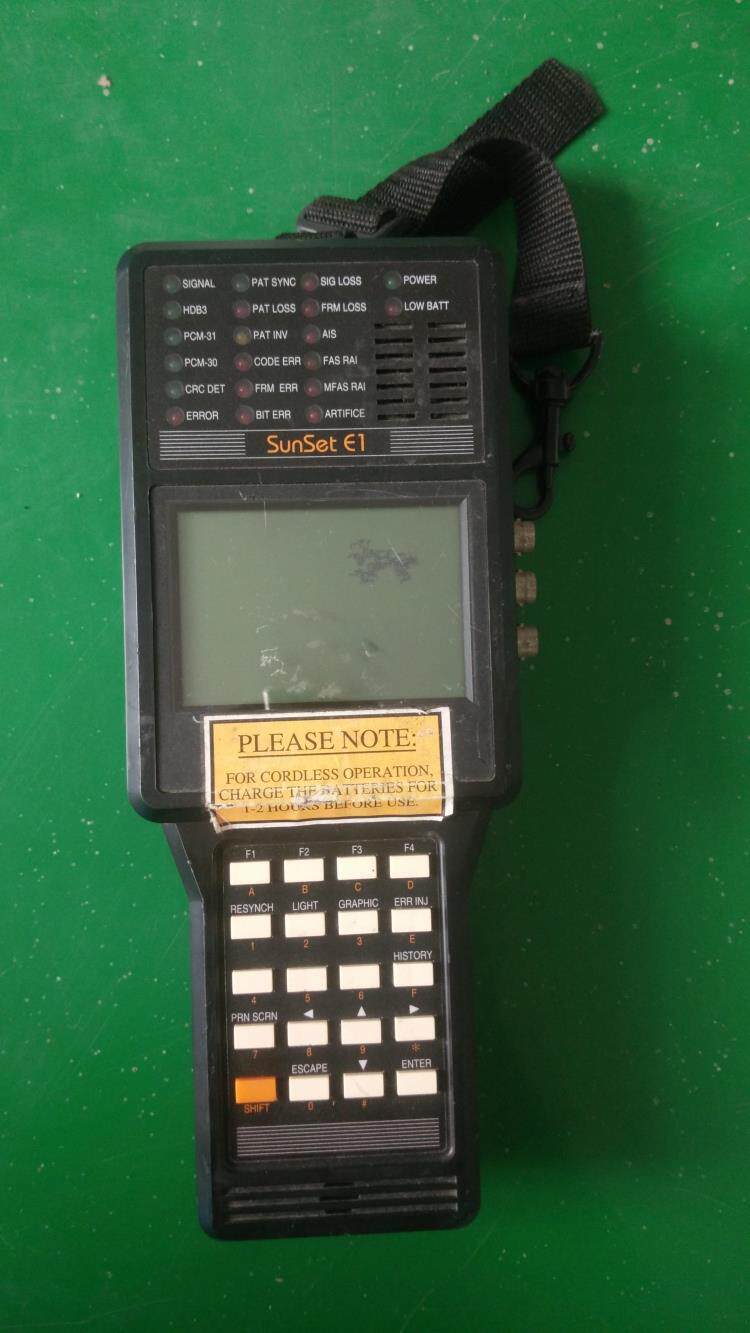 SIGNAL PAT SYNC SIG LOSS POWER
HDB3 PAT LOSS FRM LOSS LOW BATT
PCM-31 PAT INV AIS
PCM-30 CODE ERR FAS RAI
CRC DET FRM ERR MFAS RAI
ERROR BIT ERR ARTIFICE
SunSet E1
PLEASE NOTE:
FOR CORDLESS OPERATION,
CHARGE THE BATTERIES FOR
1-2 HOURS BEFORE USE.
F1 F2 F3 F4
A B C D
RESYNCH LIGHT GRAPHIC ERR INJ
1 2 3 E
HISTORY
4 5 6 F
PRN SCRN ◄ ▲ ►
7 8 9 *
ESCAPE ▼ ENTER
SHIFT 0 #